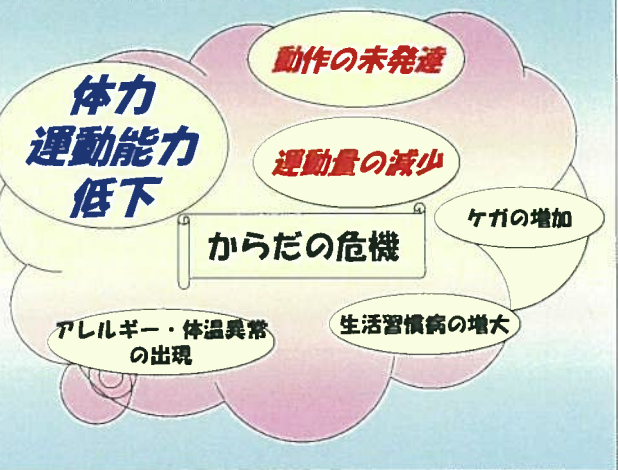 動作の未発達
体力
運動能力
低下
運動量の減少
ケガの増加
からだの危機
アレルギー・体温異常
の出現
生活習慣病の増大